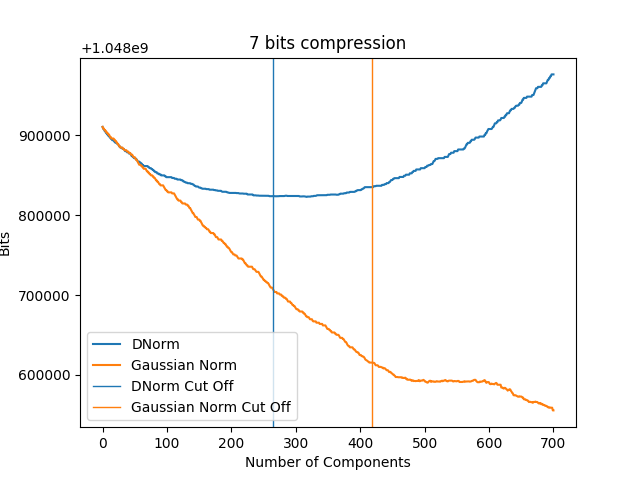 7 bits compression
+1.048e9
900000
800000
700000
600000
Bits
DNorm
Gaussian Norm
DNorm Cut Off
Gaussian Norm Cut Off
0 100 200 300 400 500 600 700
Number of Components